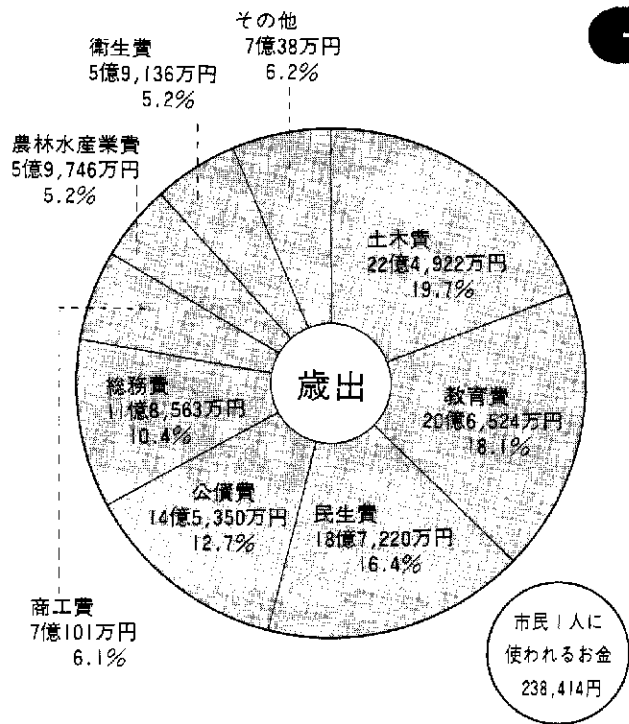 その他
7億38万円
6.2%
衛生費
5億9,136万円
5.2%
農林水産業費
5億9,746万円
5.2%
土木費
22億4,922万円
19.7%
歳出
教育費
20億6,524万円
18.1%
総務費
11億8,563万円
10.4%
公債費
14億5,350万円
12.7%
民生費
18億7,220万円
16.4%
商工費
7億101万円
6.1%
市民1人に
使われるお金
238,414円